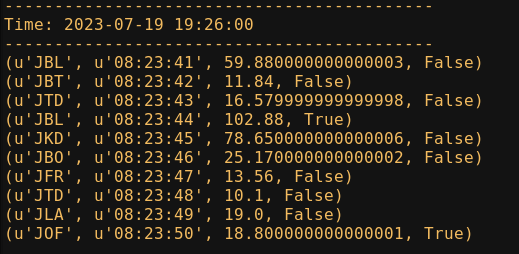 -------------------------------------------
Time: 2023-07-19 19:26:00
-------------------------------------------
(u'JBL', u'08:23:41', 59.880000000000003, False)
(u'JBT', u'08:23:42', 11.84, False)
(u'JTD', u'08:23:43', 16.579999999999998, False)
(u'JBL', u'08:23:44', 102.88, True)
(u'JKD', u'08:23:45', 78.650000000000006, False)
(u'JBO', u'08:23:46', 25.170000000000002, False)
(u'JFR', u'08:23:47', 13.56, False)
(u'JTD', u'08:23:48', 10.1, False)
(u'JLA', u'08:23:49', 19.0, False)
(u'JOF', u'08:23:50', 18.800000000000001, True)